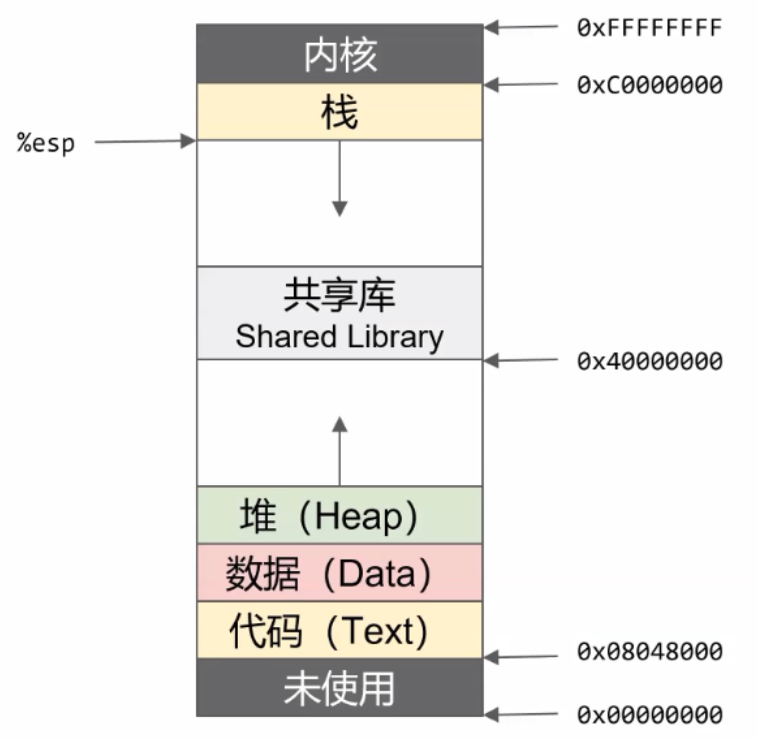 0xFFFFFFFF
内核
0xC0000000
栈
%esp
共享库
Shared Library
0x40000000
堆（Heap）
数据（Data）
代码（Text）
0x08048000
未使用
0x00000000